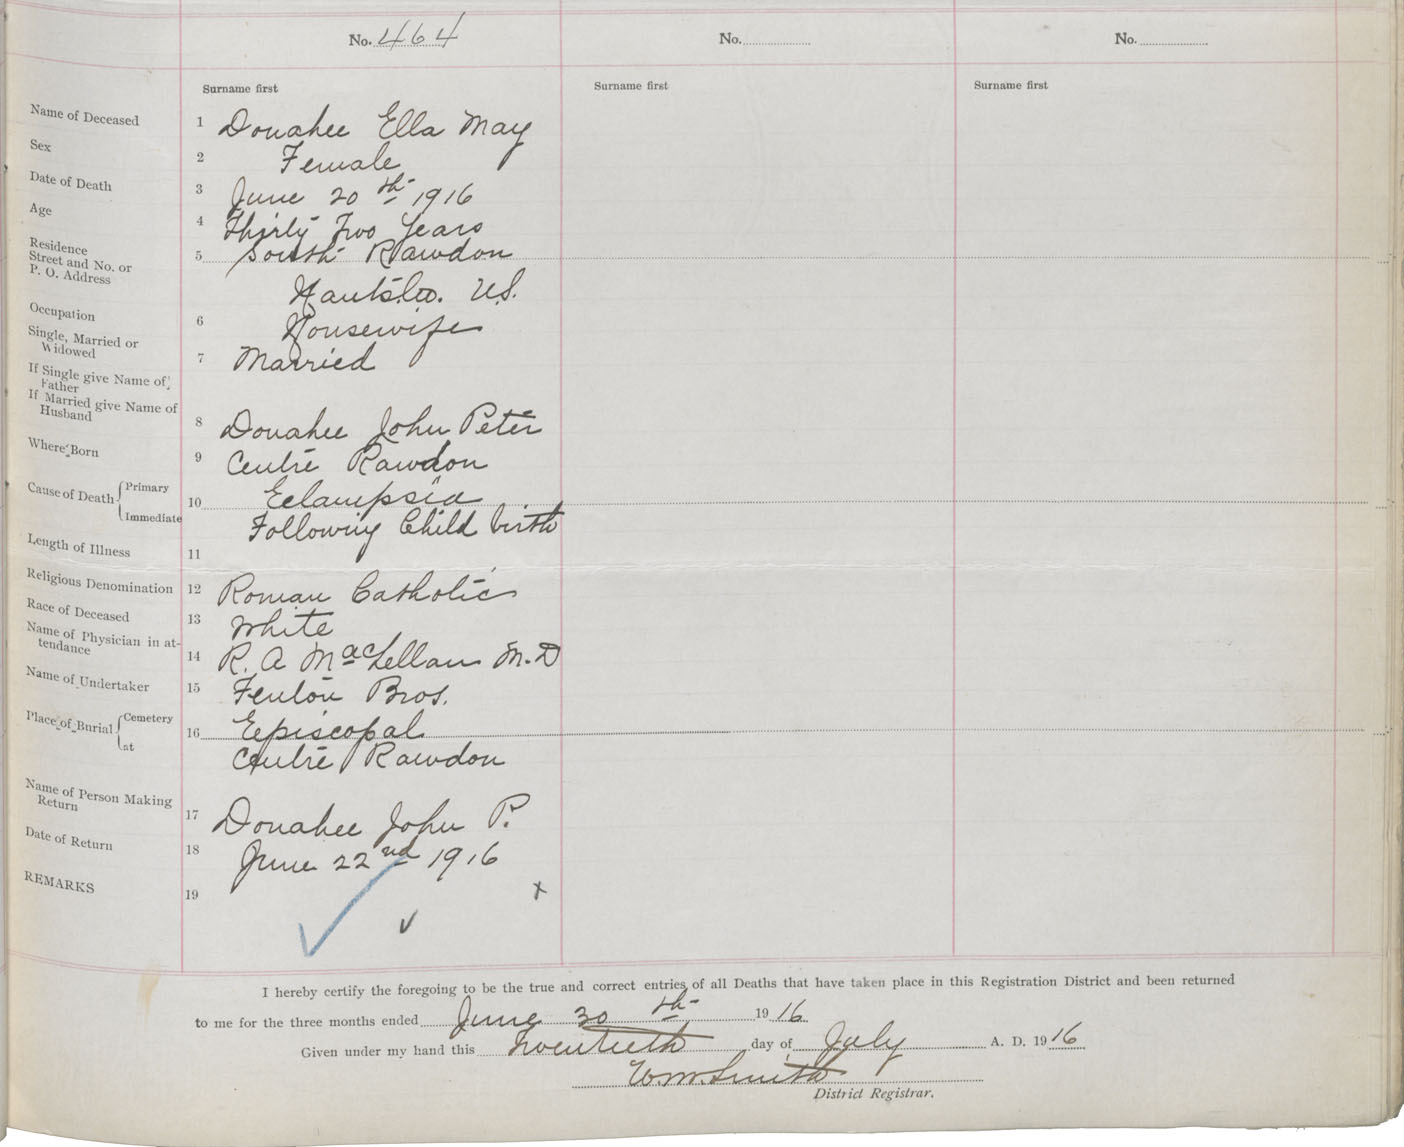 No. 464 No. No.
Surname first Surname first Surname first
Name of Deceased 1 Donahee Ella May
Sex 2 Female
Date of Death 3 June 20th 1916
Age 4 Thirty Two Years
Residence
Street and No. or
P. O. Address 5 South Rawdon
Hants Co. N.S.
Occupation 6 Housewife
Single, Married or
Widowed 7 Married
If Single give Name of
Father
If Married give Name of
Husband 8 Donahee John Peter
Where Born 9 Centre Rawdon
Cause of Death { Primary 10 Eclampsia
Immediate Following Child birth
Length of Illness 11
Religious Denomination 12 Roman Catholic
Race of Deceased 13 White
Name of Physician in at-
tendance 14 R. A MacLellan M.D
Name of Undertaker 15 Fenton Bros.
Place of Burial { Cemetery 16 Episcopal
at Centre Rawdon
Name of Person Making
Return 17 Donahee John P.
Date of Return 18 June 22nd 1916
REMARKS 19
I hereby certify the foregoing to be the true and correct entries of all Deaths that have taken place in this Registration District and been returned
to me for the three months ended June 30th 1916
Given under my hand this Twentieth day of July A. D. 1916
W.W. Smith
District Registrar.